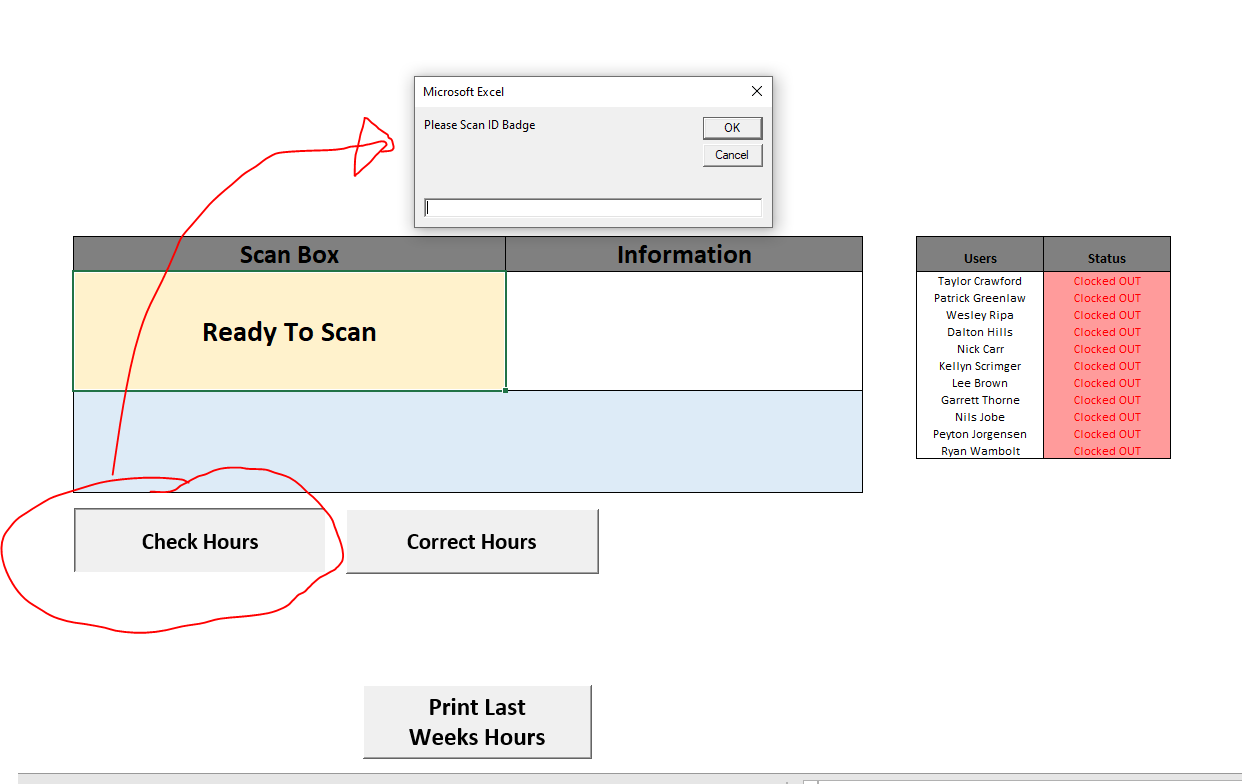 Microsoft Excel
Please Scan ID Badge
OK
Cancel
Scan Box Information
Ready To Scan
Users Status
Taylor Crawford Clocked OUT
Patrick Greenlaw Clocked OUT
Wesley Ripa Clocked OUT
Dalton Hills Clocked OUT
Nick Carr Clocked OUT
Kellyn Scrimger Clocked OUT
Lee Brown Clocked OUT
Garrett Thorne Clocked OUT
Nils Jobe Clocked OUT
Peyton Jorgensen Clocked OUT
Ryan Wambolt Clocked OUT
Check Hours Correct Hours
Print Last
Weeks Hours